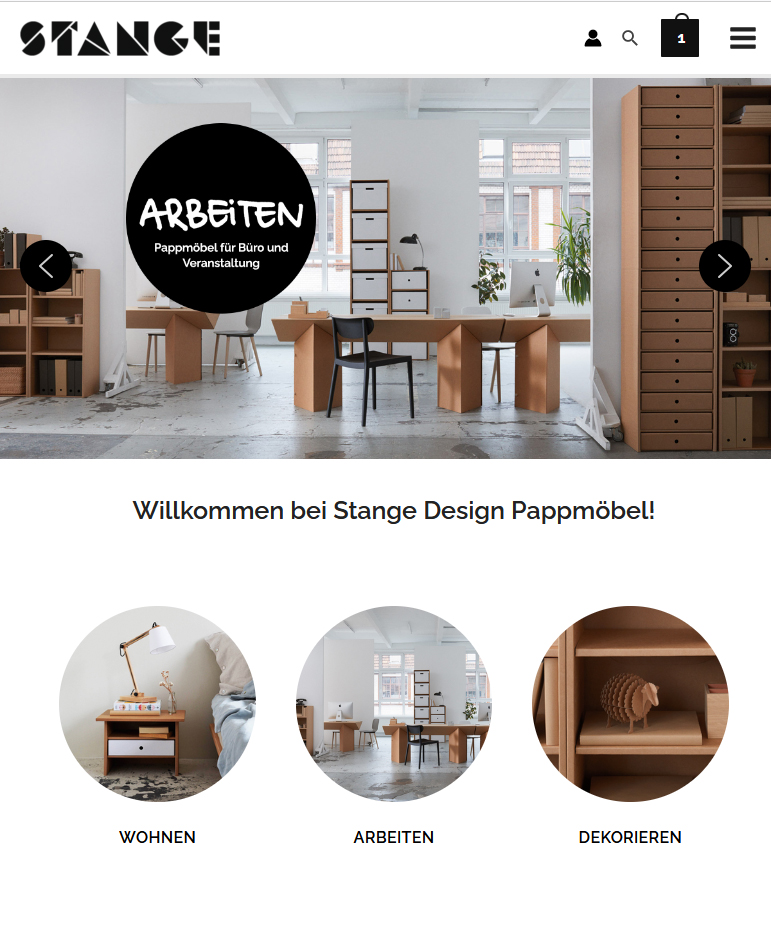 STANGE
1
ARBEITEN
Pappmöbel für Büro und
Veranstaltung
Willkommen bei Stange Design Pappmöbel!
WOHNEN
ARBEITEN
DEKORIEREN